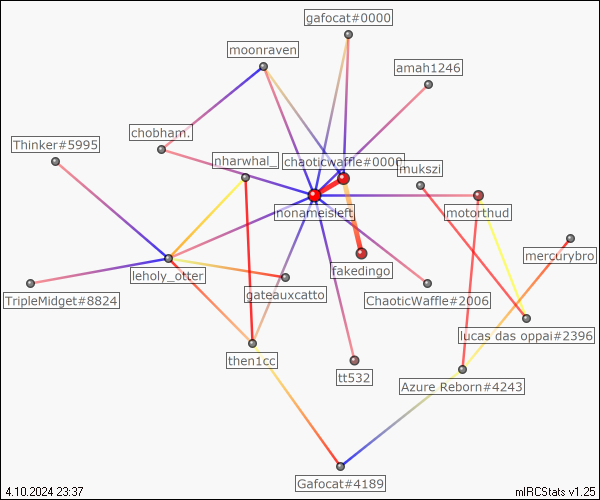 gafocat#0000
moonraven
amah1246
chobham.
Thinker#5995
nharwhal_
chaoticwaffle#0000
mukszi
nonameisleft
motorthud
mercurybro
fakedingo
leholy_otter
gateauxcatto
TripleMidget#8824
ChaoticWaffle#2006
lucas das oppai#2396
then1cc
tt532
Azure Reborn#4243
Gafocat#4189
4.10.2024 23:37
mIRCStats v1.25